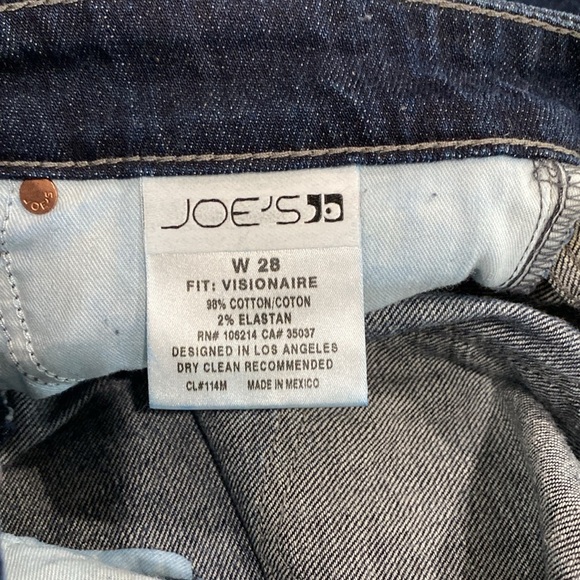 JOE'S
W 28
FIT: VISIONAIRE
98% COTTON/COTON
2% ELASTAN
RN# 106214 CA# 35037
DESIGNED IN LOS ANGELES
DRY CLEAN RECOMMENDED
CL#114M MADE IN MEXICO
JOE'S